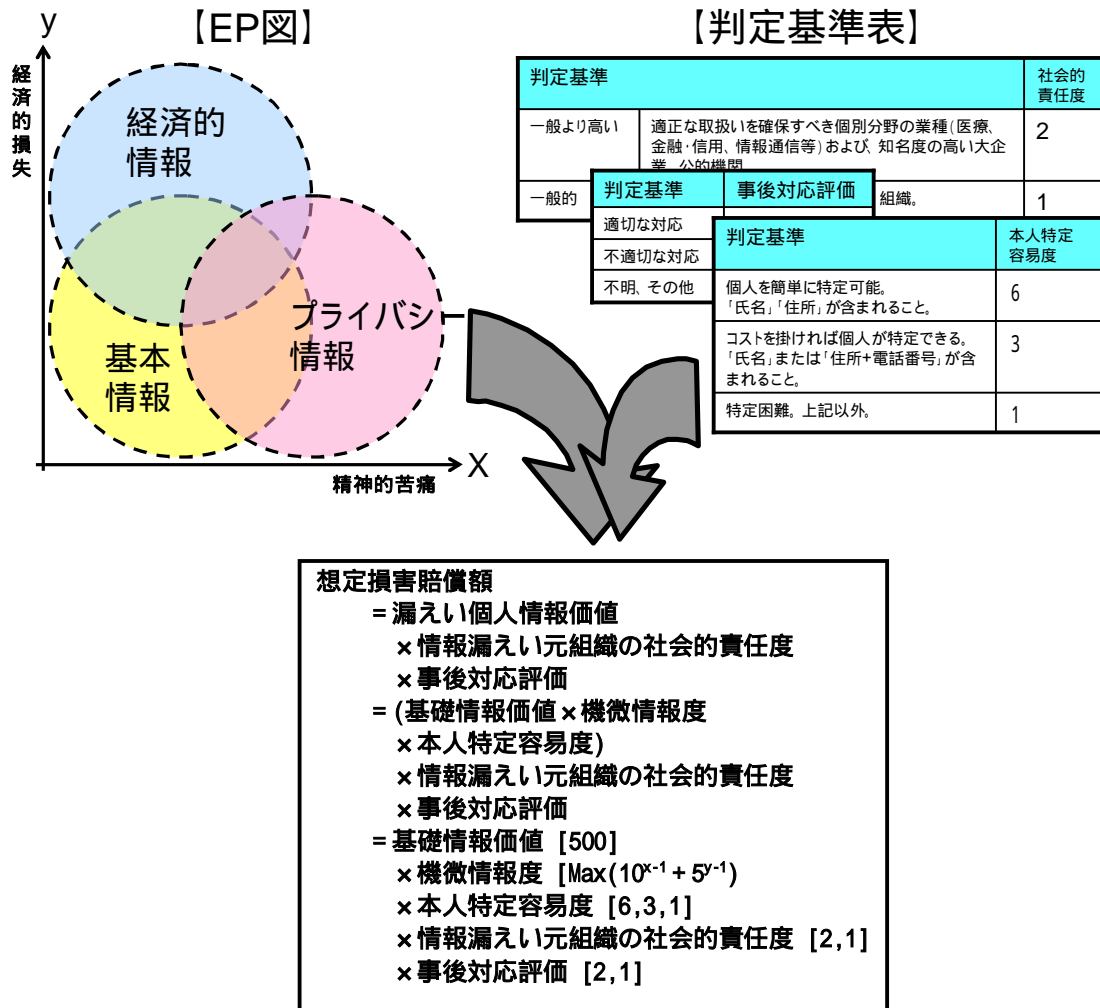 【EP図】
y
経済的損失
経済的
情報
基本
情報
プライバシー
情報
X
精神的苦痛
【判定基準表】
判定基準
社会的
責任度
一般より高い
適正な取扱いを確保すべき個別分野の業種(医療、
金融・信用、情報通信等)および、知名度の高い大企
業、公的機関
2
一般的
組織。
1
判定基準
事後対応評価
適切な対応
不適切な対応
不明、その他
判定基準
本人特定
容易度
個人を簡単に特定可能。
「氏名」「住所」が含まれること。
6
コストを掛ければ個人が特定できる。
「氏名」または「住所+電話番号」が含
まれること。
3
特定困難。上記以外。
1
想定損害賠償額
=漏えい個人情報価値
×情報漏えい元組織の社会的責任度
×事後対応評価
=(基礎情報価値×機微情報度
×本人特定容易度)
×情報漏えい元組織の社会的責任度
×事後対応評価
=基礎情報価値 [500]
×機微情報度 [Max(10^x-1+5^y-1)
×本人特定容易度 [6,3,1]
×情報漏えい元組織の社会的責任度 [2,1]
×事後対応評価 [2,1]